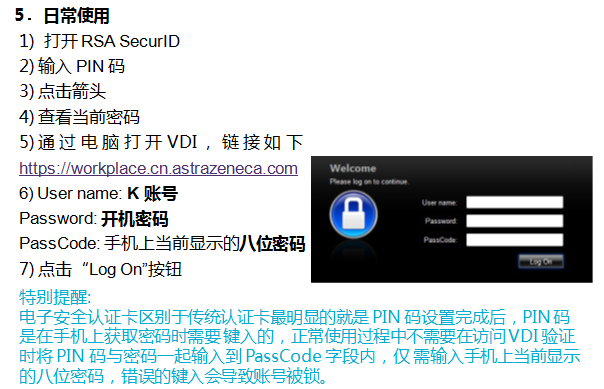 5．日常使用
1) 打开 RSA SecurID
2) 输入 PIN 码
3) 点击箭头
4) 查看当前密码
5) 通过电脑打开 VDI，链接如下
https://workplace.cn.astrazeneca.com
6) User name: K 账号
Password: 开机密码
PassCode: 手机上当前显示的八位密码
7) 点击“Log On”按钮
Welcome
Please log on to continue.
User name:
Password:
PassCode:
Log On
特别提醒:
电子安全认证卡区别于传统认证卡最明显的就是 PIN 码设置完成后，PIN 码
是在手机上获取密码时需要键入的，正常使用过程中不需要在访问 VDI 验证
时将 PIN 码与密码一起输入到 PassCode 字段内，仅需输入手机上当前显示
的八位密码，错误的键入会导致账号被锁。